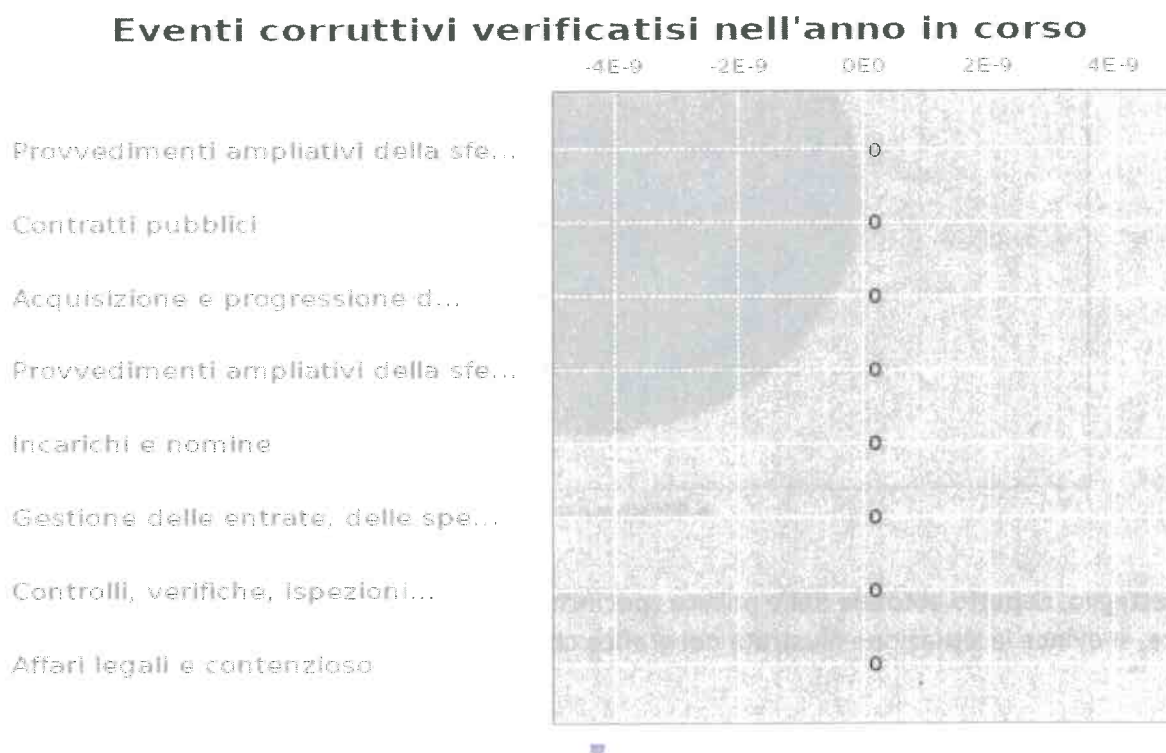 Eventi corruttivi verificatisi nell'anno in corso
-4E-9 -2E-9 0E0 2E-9 4E-9
Provvedimenti ampliativi della sfe... 0
Contratti pubblici 0
Acquisizione e progressione d... 0
Provvedimenti ampliativi della sfe... 0
Incarichi e nomine 0
Gestione delle entrate, delle spe... 0
Controlli, verifiche, ispezioni... 0
Affari legali e contenzioso 0